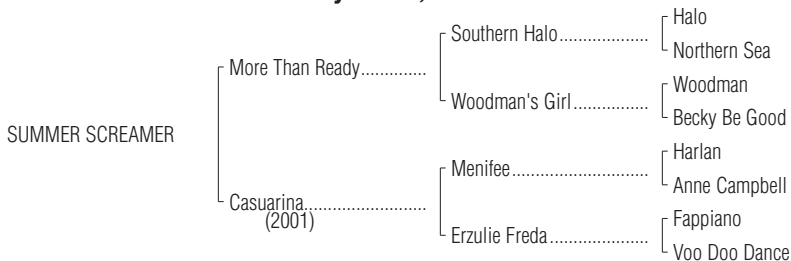 Halo
Southern Halo
Northern Sea
More Than Ready
Woodman
Woodman's Girl
Becky Be Good
SUMMER SCREAMER
Harlan
Menifee
Anne Campbell
Casuarina
(2001)
Fappiano
Erzulie Freda
Voo Doo Dance